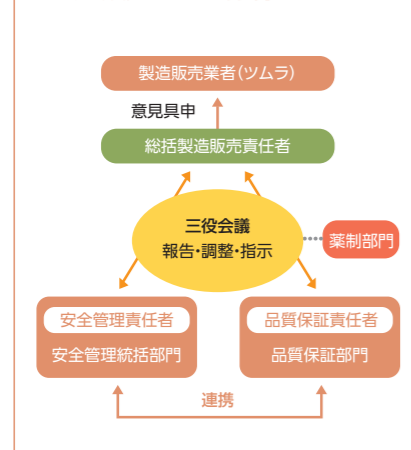 製造販売業者(ツムラ)
意見具申
総括製造販売責任者
三役会議
報告・調整・指示
薬制部門
安全管理責任者
安全管理統括部門
品質保証責任者
品質保証部門
連携